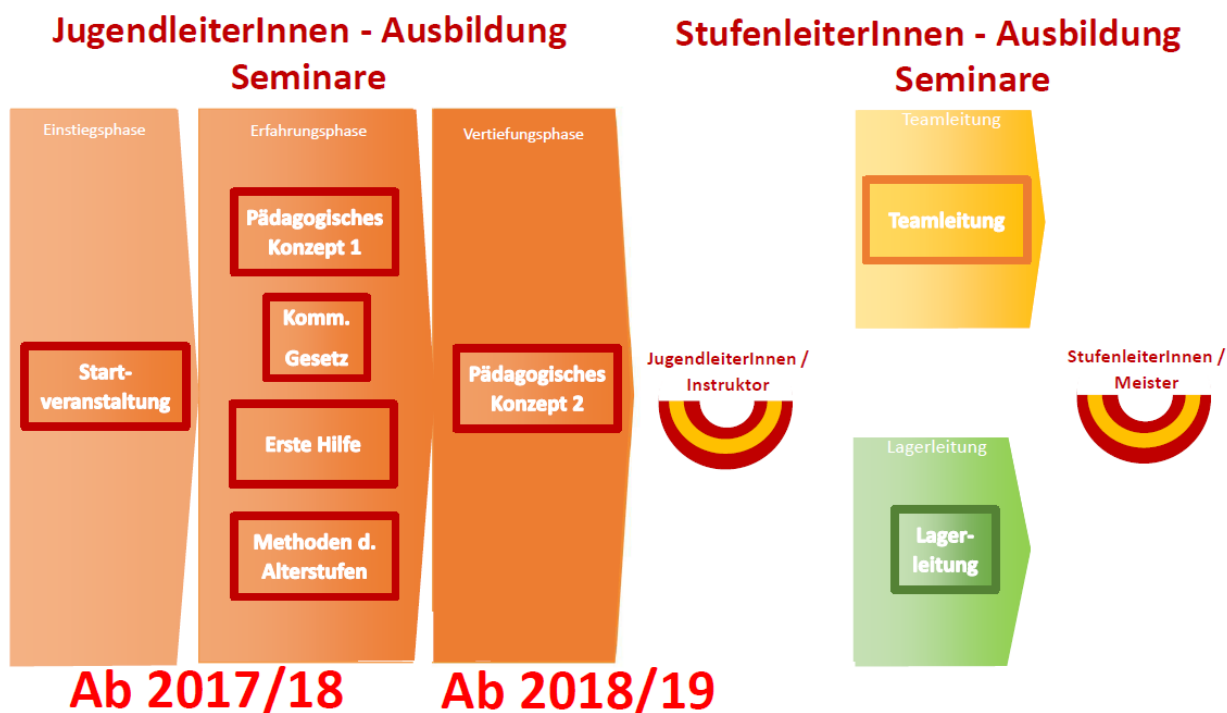 JugendleiterInnen - Ausbildung
Seminare
StufenleiterInnen - Ausbildung
Seminare
Einstiegsphase
Start-
veranstaltung
Erfahrungsphase
Pädagogisches
Konzept 1
Komm.
Gesetz
Erste Hilfe
Methoden d.
Alterstufen
Vertiefungsphase
Pädagogisches
Konzept 2
JugendleiterInnen /
Instruktor
Teamleitung
Teamleitung
Lagerleitung
Lager-
leitung
StufenleiterInnen /
Meister
Ab 2017/18
Ab 2018/19